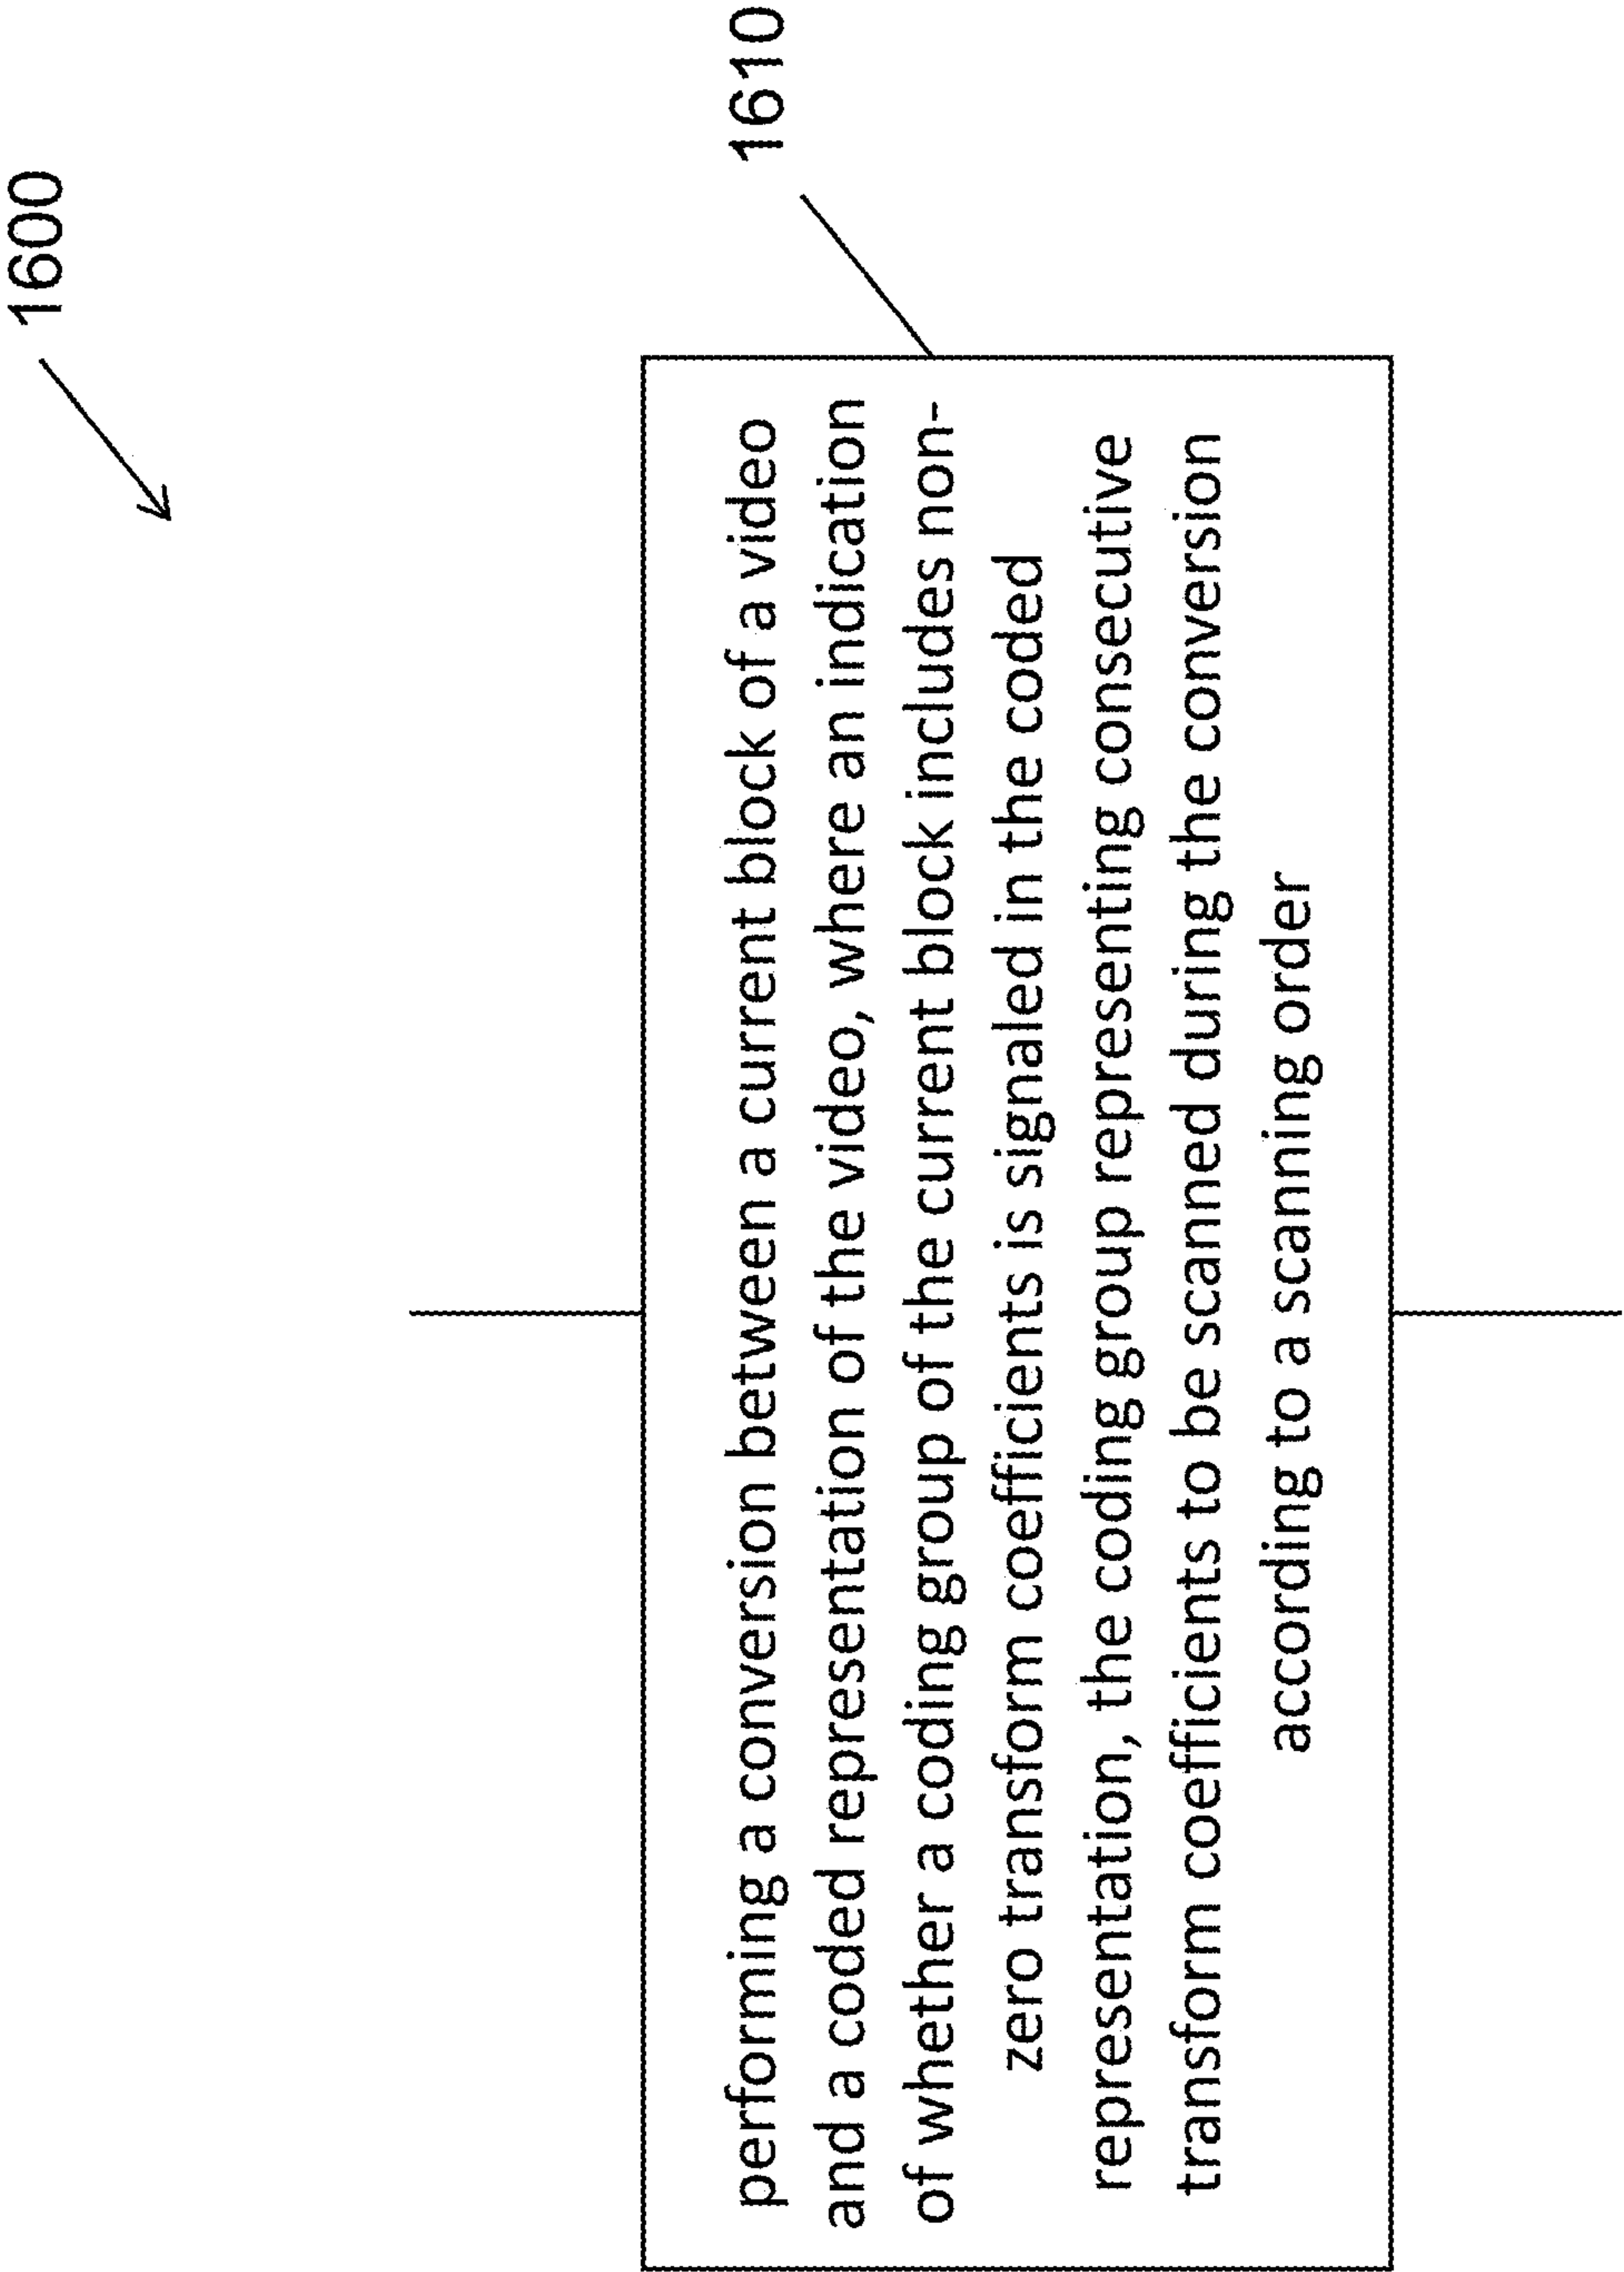 1600
1610
performing a conversion between a current block of a video
and a coded representation of the video, where an indication
of whether a coding group of the current block includes non-
zero transform coefficients is signaled in the coded
representation, the coding group representing consecutive
transform coefficients to be scanned during the conversion
according to a scanning order